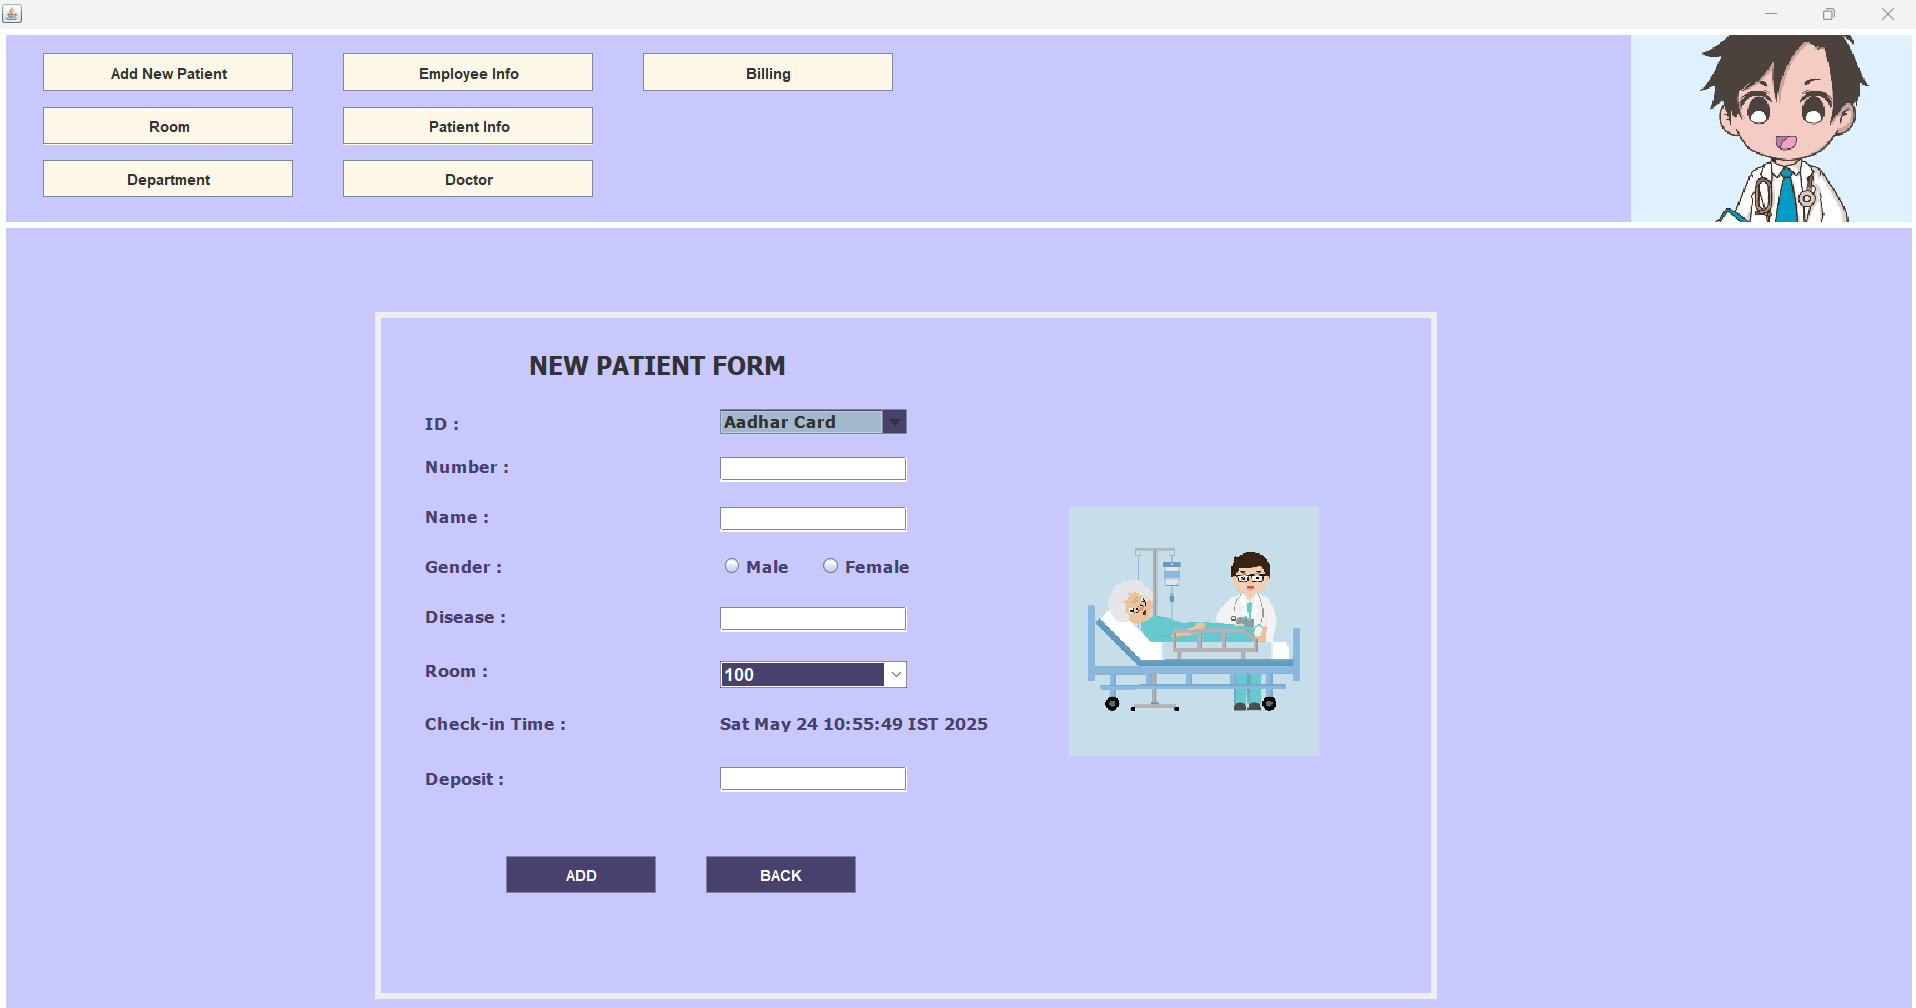 Add New Patient Employee Info Billing
Room Patient Info
Department Doctor
NEW PATIENT FORM
ID : Aadhar Card
Number :
Name :
Gender : Male Female
Disease :
Room : 100
Check-in Time : Sat May 24 10:55:49 IST 2025
Deposit :
ADD BACK